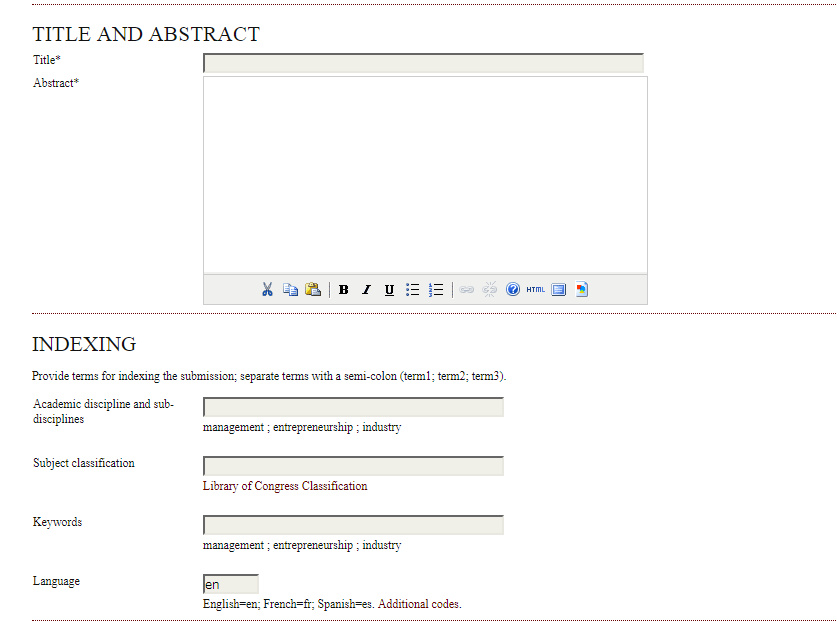 TITLE AND ABSTRACT
Title*
Abstract*
B I U HTML
INDEXING
Provide terms for indexing the submission; separate terms with a semi-colon (term1; term2; term3).
Academic discipline and sub-
disciplines
management ; entrepreneurship ; industry
Subject classification
Library of Congress Classification
Keywords
management ; entrepreneurship ; industry
Language
en
English=en; French=fr; Spanish=es. Additional codes.